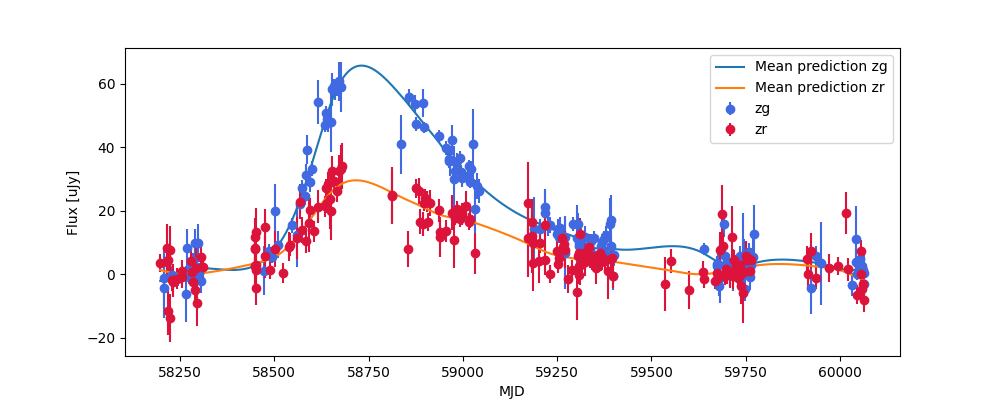 Mean prediction zg
Mean prediction zr
zg
zr
Flux [uJy]
60
40
20
0
−20
58250 58500 58750 59000 59250 59500 59750 60000
MJD